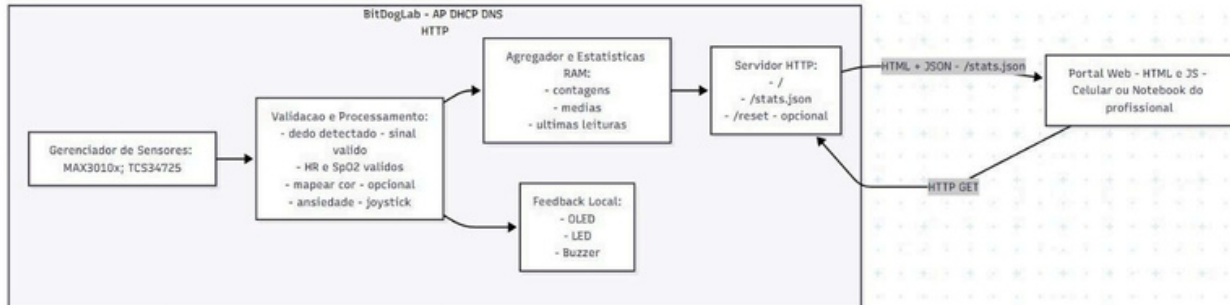 BitDogLab - AP DHCP DNS
HTTP
Gerenciador de Sensores:
MAX3010x; TCS34725
Validacao e Processamento:
- dedo detectado - sinal
valido
- HR e SpO2 validos
- mapear cor - opcional
- ansiedade - joystick
Agregador e Estatisticas
RAM:
- contagens
- medias
- ultimas leituras
Feedback Local:
- OLED
- LED
- Buzzer
Servidor HTTP:
- /
- /stats.json
- /reset - opcional
HTML + JSON - /stats.json
Portal Web - HTML e JS -
Celular ou Notebook do
profissional
HTTP GET